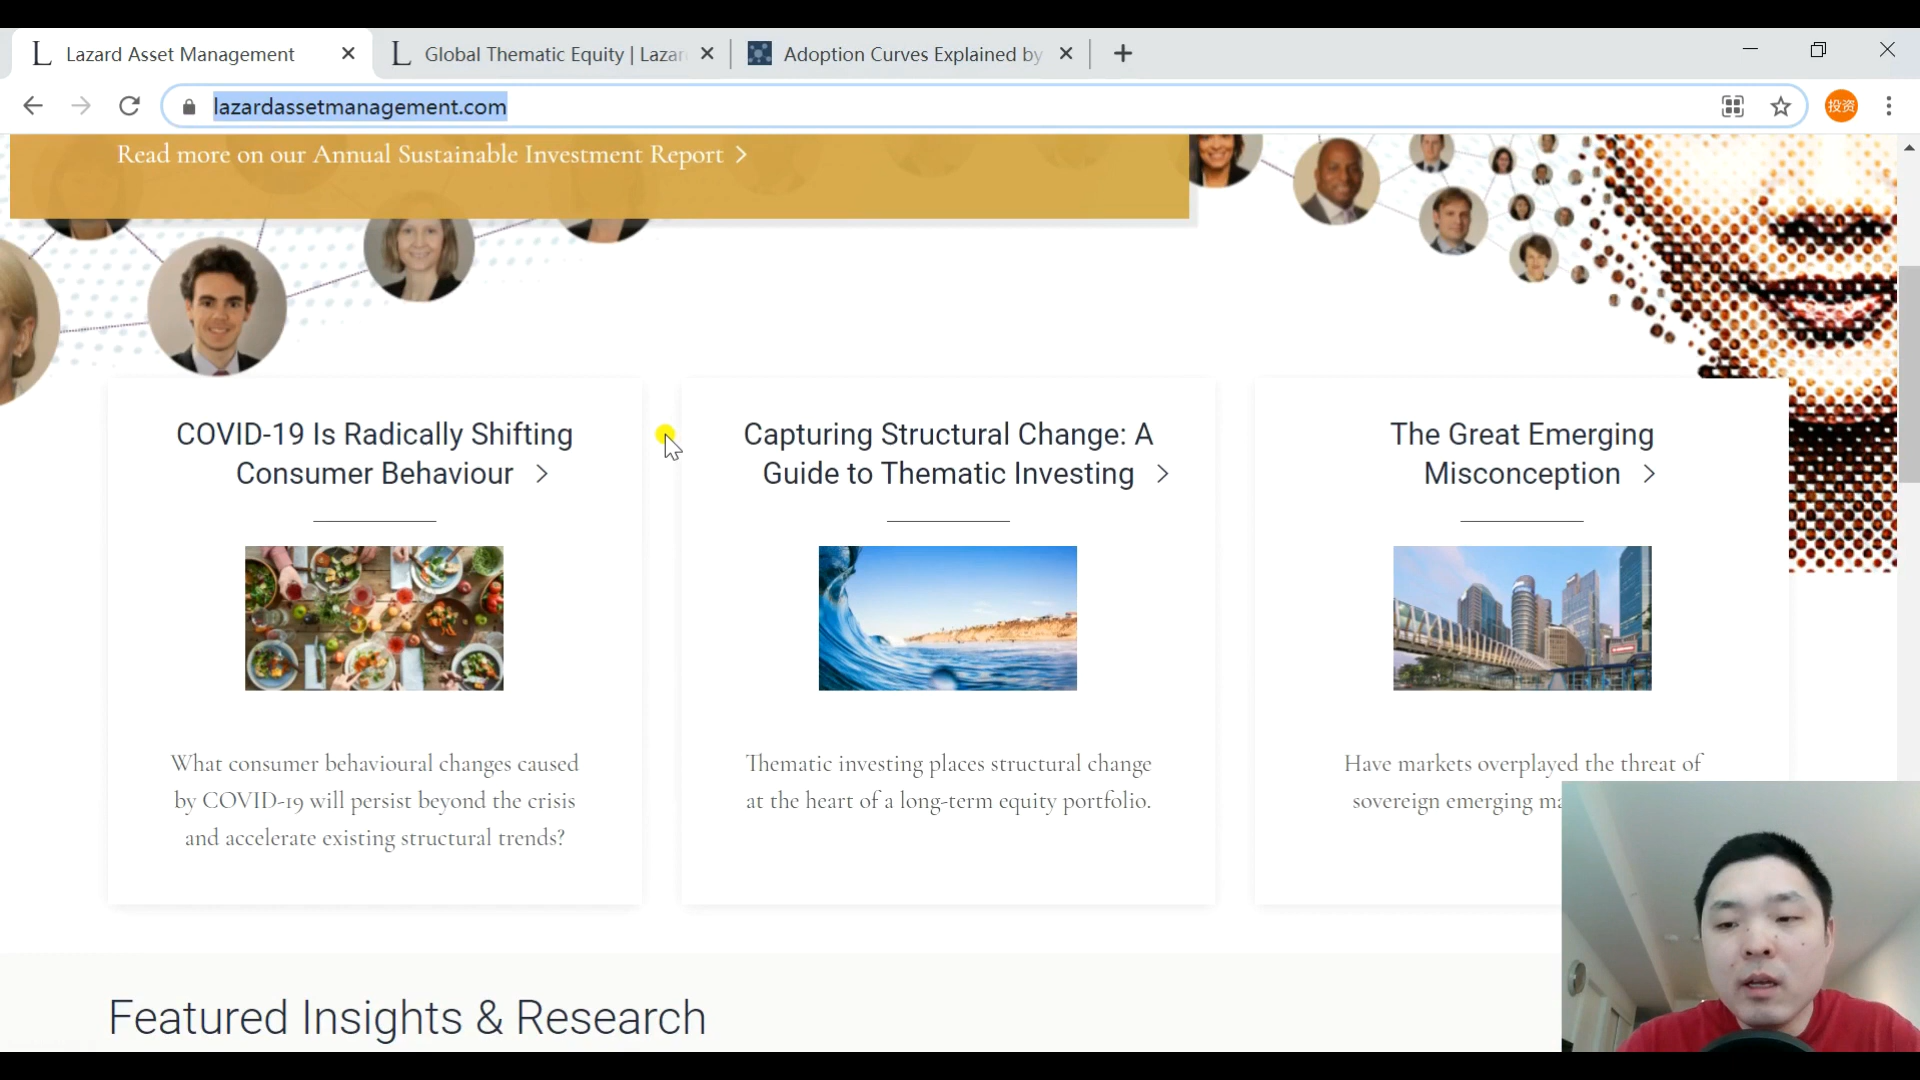 Lazard Asset Management
Global Thematic Equity | Lazar
Adoption Curves Explained by
lazardassetmanagement.com
投资
Read more on our Annual Sustainable Investment Report >
COVID-19 Is Radically Shifting
Consumer Behaviour >
Capturing Structural Change: A
Guide to Thematic Investing >
The Great Emerging
Misconception >
What consumer behavioural changes caused
by COVID-19 will persist beyond the crisis
and accelerate existing structural trends?
Thematic investing places structural change
at the heart of a long-term equity portfolio.
Have markets overplayed the threat of
sovereign emerging ma
Featured Insights & Research